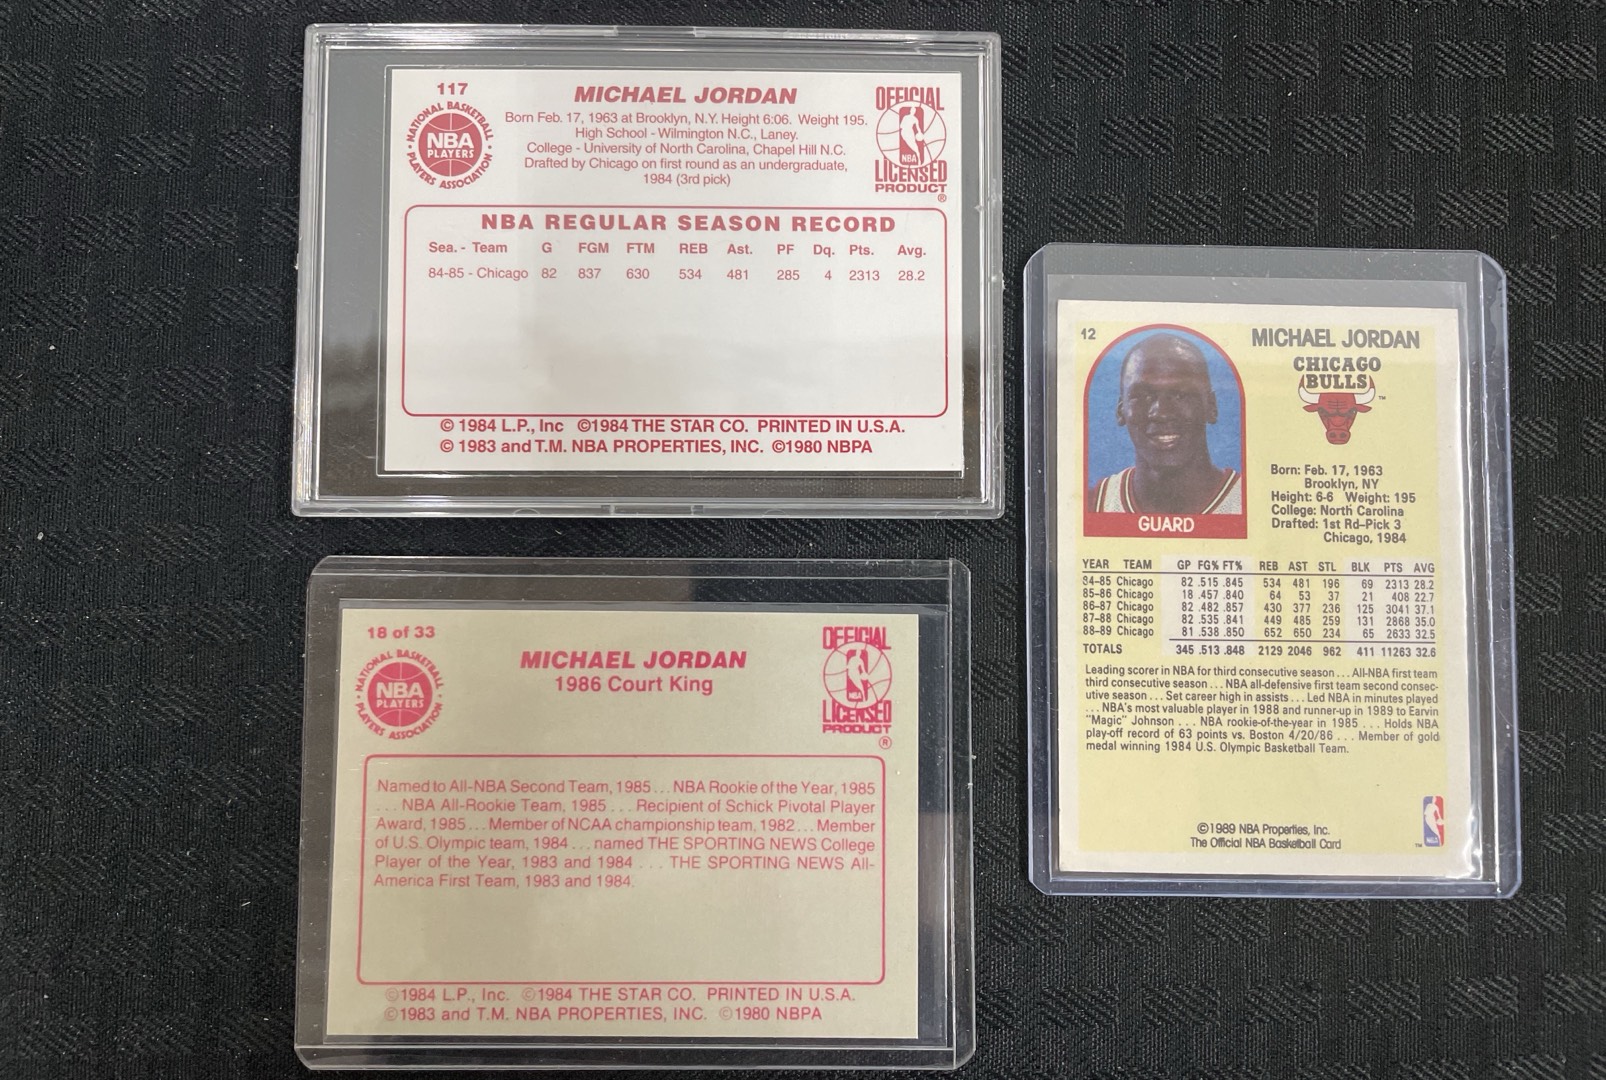 117
NATIONAL BASKETBALL
NBA
PLAYERS
PLAYERS ASSOCIATION
MICHAEL JORDAN
Born Feb. 17, 1963 at Brooklyn, N.Y. Height 6:06. Weight 195.
High School - Wilmington N.C., Laney.
College - University of North Carolina, Chapel Hill N.C.
Drafted by Chicago on first round as an undergraduate,
1984 (3rd pick)
OFFICIAL
NBA
LICENSED
PRODUCT
®
NBA REGULAR SEASON RECORD
Sea. - Team G FGM FTM REB Ast. PF Dq. Pts. Avg.
84-85 - Chicago 82 837 630 534 481 285 4 2313 28.2
© 1984 L.P., Inc ©1984 THE STAR CO. PRINTED IN U.S.A.
© 1983 and T.M. NBA PROPERTIES, INC. ©1980 NBPA
18 of 33
NATIONAL BASKETBALL
NBA
PLAYERS
PLAYERS ASSOCIATION
MICHAEL JORDAN
1986 Court King
OFFICIAL
NBA
LICENSED
PRODUCT
®
Named to All-NBA Second Team, 1985 ... NBA Rookie of the Year, 1985
... NBA All-Rookie Team, 1985 ... Recipient of Schick Pivotal Player
Award, 1985 ... Member of NCAA championship team, 1982 ... Member
of U.S. Olympic team, 1984 ... named THE SPORTING NEWS College
Player of the Year, 1983 and 1984 ... THE SPORTING NEWS All-
America First Team, 1983 and 1984.
©1984 L.P., Inc. ©1984 THE STAR CO. PRINTED IN U.S.A.
©1983 and T.M. NBA PROPERTIES, INC. ©1980 NBPA
12
MICHAEL JORDAN
CHICAGO
BULLS
™
GUARD
Born: Feb. 17, 1963
Brooklyn, NY
Height: 6-6 Weight: 195
College: North Carolina
Drafted: 1st Rd–Pick 3
Chicago, 1984
YEAR TEAM GP FG% FT% REB AST STL BLK PTS AVG
84-85 Chicago 82 .515 .845 534 481 196 69 2313 28.2
85-86 Chicago 18 .457 .840 64 53 37 21 408 22.7
86-87 Chicago 82 .482 .857 430 377 236 125 3041 37.1
87-88 Chicago 82 .535 .841 449 485 259 131 2868 35.0
88-89 Chicago 81 .538 .850 652 650 234 65 2633 32.5
TOTALS 345 .513 .848 2129 2046 962 411 11263 32.6
Leading scorer in NBA for third consecutive season ... All-NBA first team
third consecutive season ... NBA all-defensive first team second consec-
utive season ... Set career high in assists ... Led NBA in minutes played
... NBA's most valuable player in 1988 and runner-up in 1989 to Earvin
"Magic" Johnson ... NBA rookie-of-the-year in 1985 ... Holds NBA
play-off record of 63 points vs. Boston 4/20/86 ... Member of gold
medal winning 1984 U.S. Olympic Basketball Team.
©1989 NBA Properties, Inc.
The Official NBA Basketball Card
™